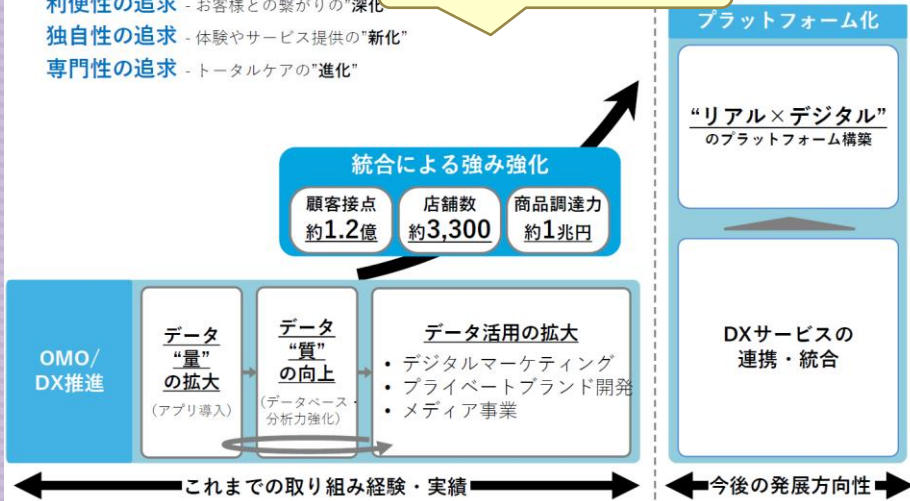 利便性の追求 - お客様との繋がりの"深化"
独自性の追求 - 体験やサービス提供の"新化"
専門性の追求 - トータルケアの"進化"
統合による強み強化
顧客接点
約1.2億
店舗数
約3,300
商品調達力
約1兆円
OMO/
DX推進
データ
“量”
の拡大
(アプリ導入)
データ
“質”
の向上
(データベース・
分析力強化)
データ活用の拡大
• デジタルマーケティング
• プライベートブランド開発
• メディア事業
これまでの取り組み経験・実績
プラットフォーム化
“リアル×デジタル”
のプラットフォーム構築
DXサービスの
連携・統合
今後の発展方向性